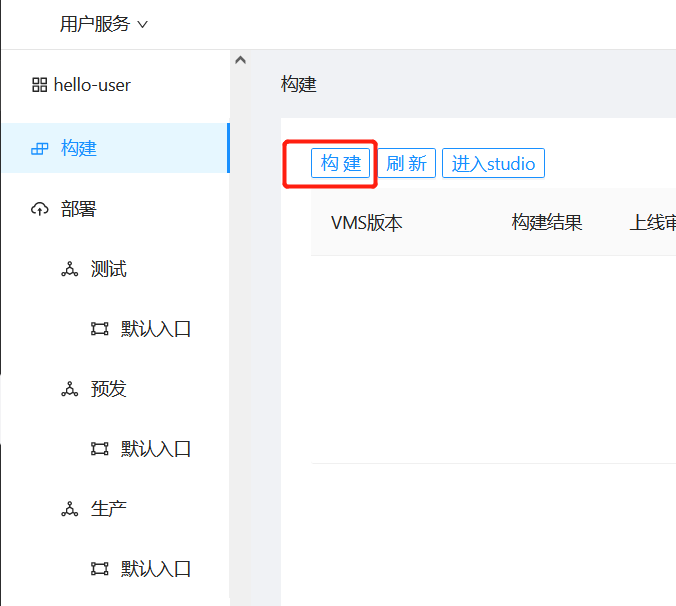 用户服务
hello-user
构建
部署
测试
默认入口
预发
默认入口
生产
默认入口
构建
构建 刷新 进入studio
VMS版本 构建结果 上线审